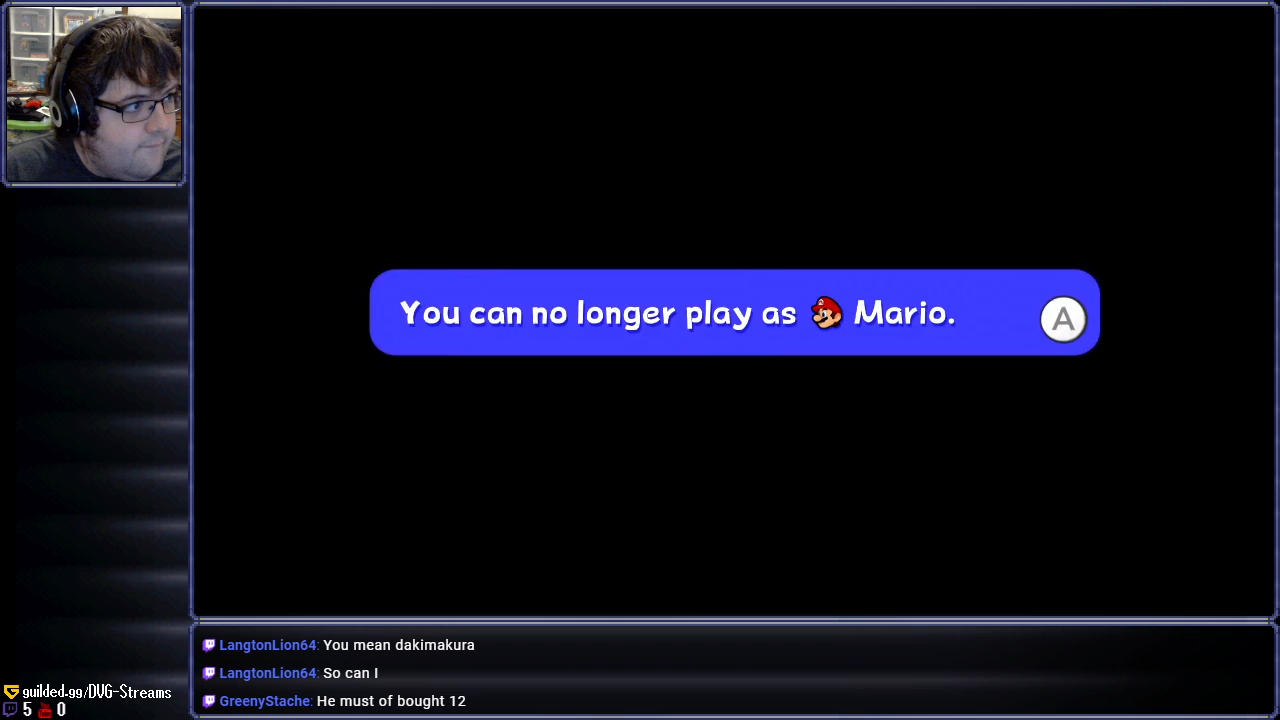 You can no longer play as Mario.
A
LangtonLion64: You mean dakimakura
LangtonLion64: So can I
GreenyStache: He must of bought 12
guilded.gg/DVG-Streams
5 0